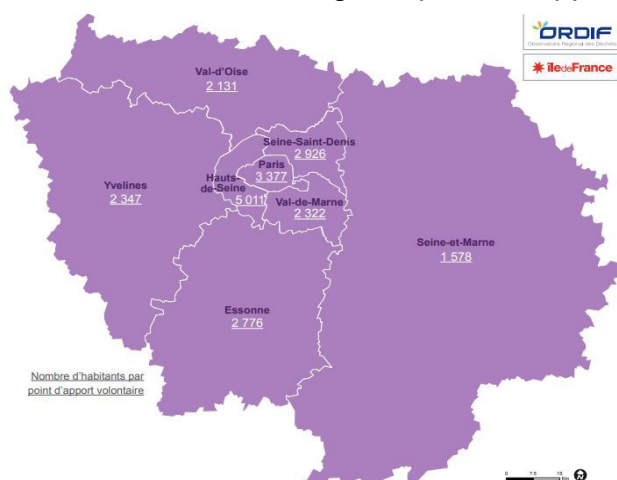 ORDIF
Observatoire Régional des Déchets
îledeFrance
Val-d'Oise
2 131
Seine-Saint-Denis
2 926
Paris
3 377
Hauts-
de-Seine
5 011
Yvelines
2 347
Val-de-Marne
2 322
Seine-et-Marne
1 578
Essonne
2 776
Nombre d'habitants par
point d'apport volontaire
0 7.5 15
Km
N